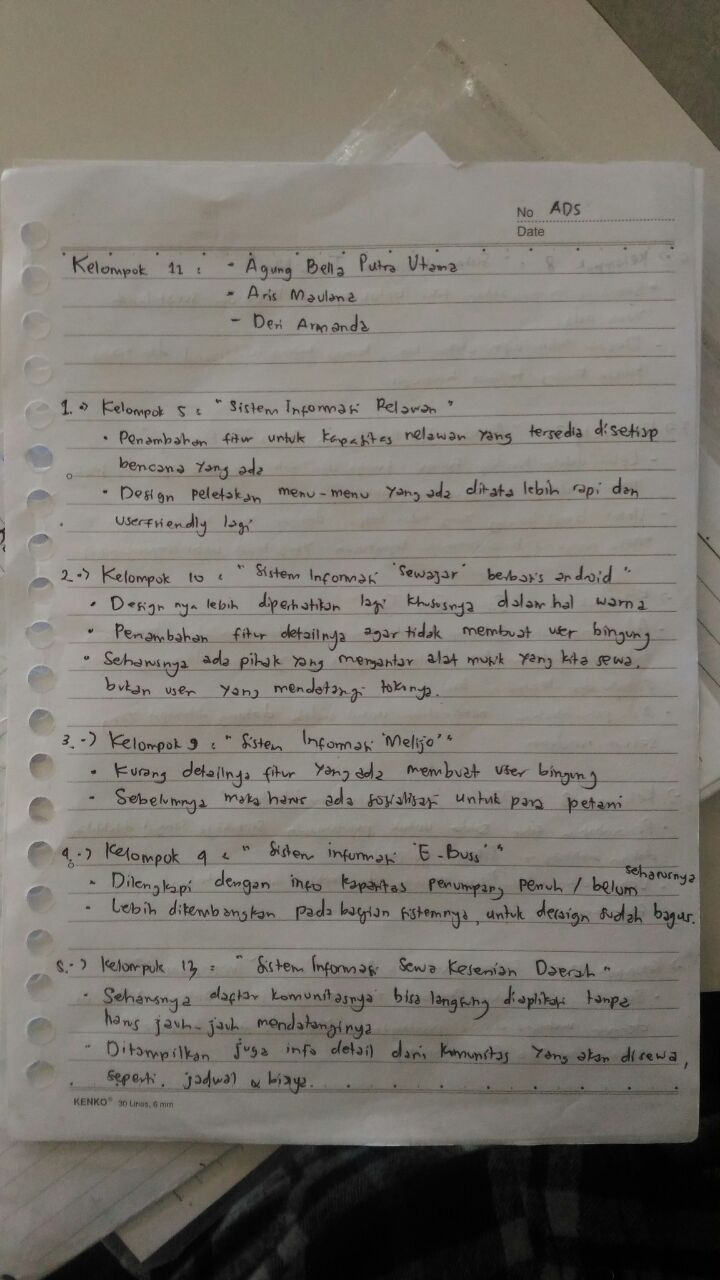 No ADS
Date
Kelompok 11 : - Agung Bella Putra Utama
- Aris Maulana
- Deri Armanda
1. -> Kelompok 5 : " Sistem Informasi Relawan "
• Penambahan fitur untuk kapasitas relawan yang tersedia disetiap
bencana yang ada
• Design peletakan menu-menu yang ada ditata lebih rapi dan
userfriendly lagi
2. -> Kelompok 10 : " Sistem Informasi 'Sewajar' berbasis android "
• Design nya lebih diperhatikan lagi khususnya dalam hal warna
• Penambahan fitur detailnya agar tidak membuat user bingung
• Seharusnya ada pihak yang mengantar alat musik yang kita sewa,
bukan user yang mendatangi tokonya.
3. -> Kelompok 9 : " Sistem Informasi 'Melijo' "
• Kurang detailnya fitur yang ada membuat user bingung
- Sebelumnya maka harus ada sosialisasi untuk para petani
4. -> Kelompok 4 : " Sistem informasi 'E-Buss' "
- Dilengkapi dengan info kapasitas penumpang penuh / belum seharusnya
- Lebih dikembangkan pada bagian sistemnya, untuk design sudah bagus.
5. -> Kelompok 13 : " Sistem Informasi Sewa Kesenian Daerah "
- Seharusnya daftar komunitasnya bisa langsung diaplikasi tanpa
harus jauh-jauh mendatanginya
- Ditampilkan juga info detail dari komunitas yang akan disewa,
seperti, jadwal & biaya.
KENKO® 30 Lines, 6 mm